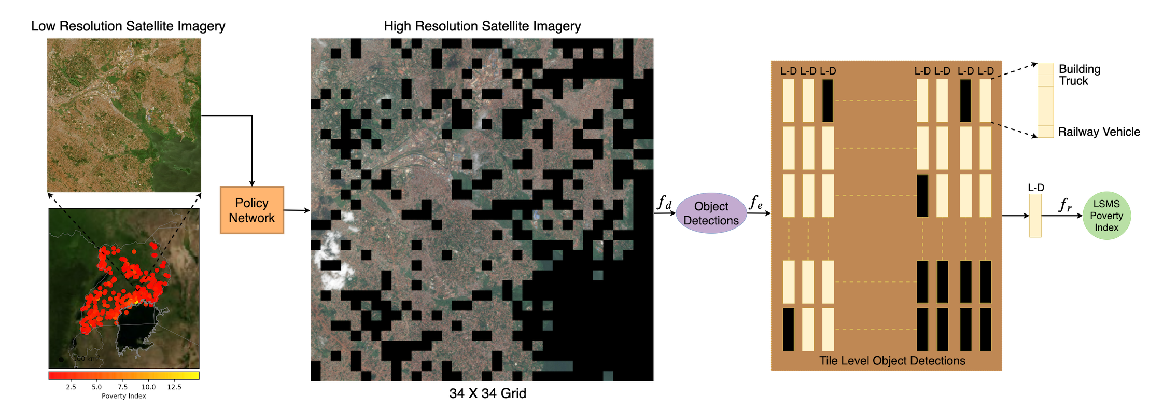 Low Resolution Satellite Imagery
High Resolution Satellite Imagery
Policy
Network
2.5 5.0 7.5 10.0 12.5
Poverty Index
34 X 34 Grid
f_d
Object
Detections
f_e
L-D L-D L-D
L-D L-D L-D L-D
Tile Level Object Detections
Building
Truck
Railway Vehicle
L-D
f_r
LSMS
Poverty
Index